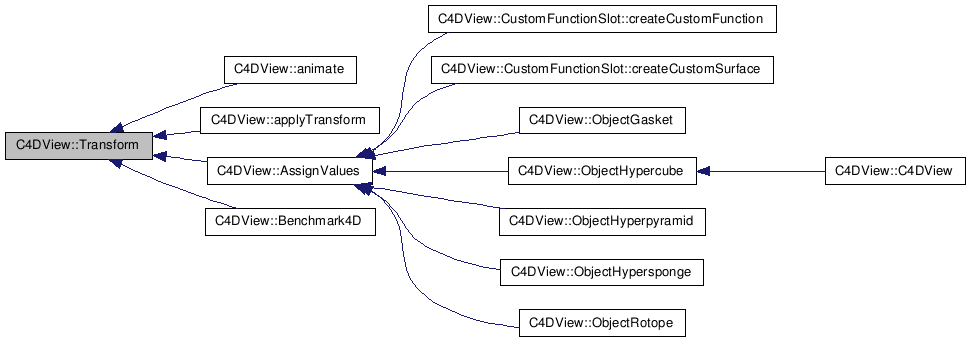 C4DView::CustomFunctionSlot::createCustomFunction
C4DView::animate
C4DView::CustomFunctionSlot::createCustomSurface
C4DView::applyTransform
C4DView::ObjectGasket
C4DView::Transform
C4DView::AssignValues
C4DView::ObjectHypercube
C4DView::C4DView
C4DView::Benchmark4D
C4DView::ObjectHyperpyramid
C4DView::ObjectHypersponge
C4DView::ObjectRotope